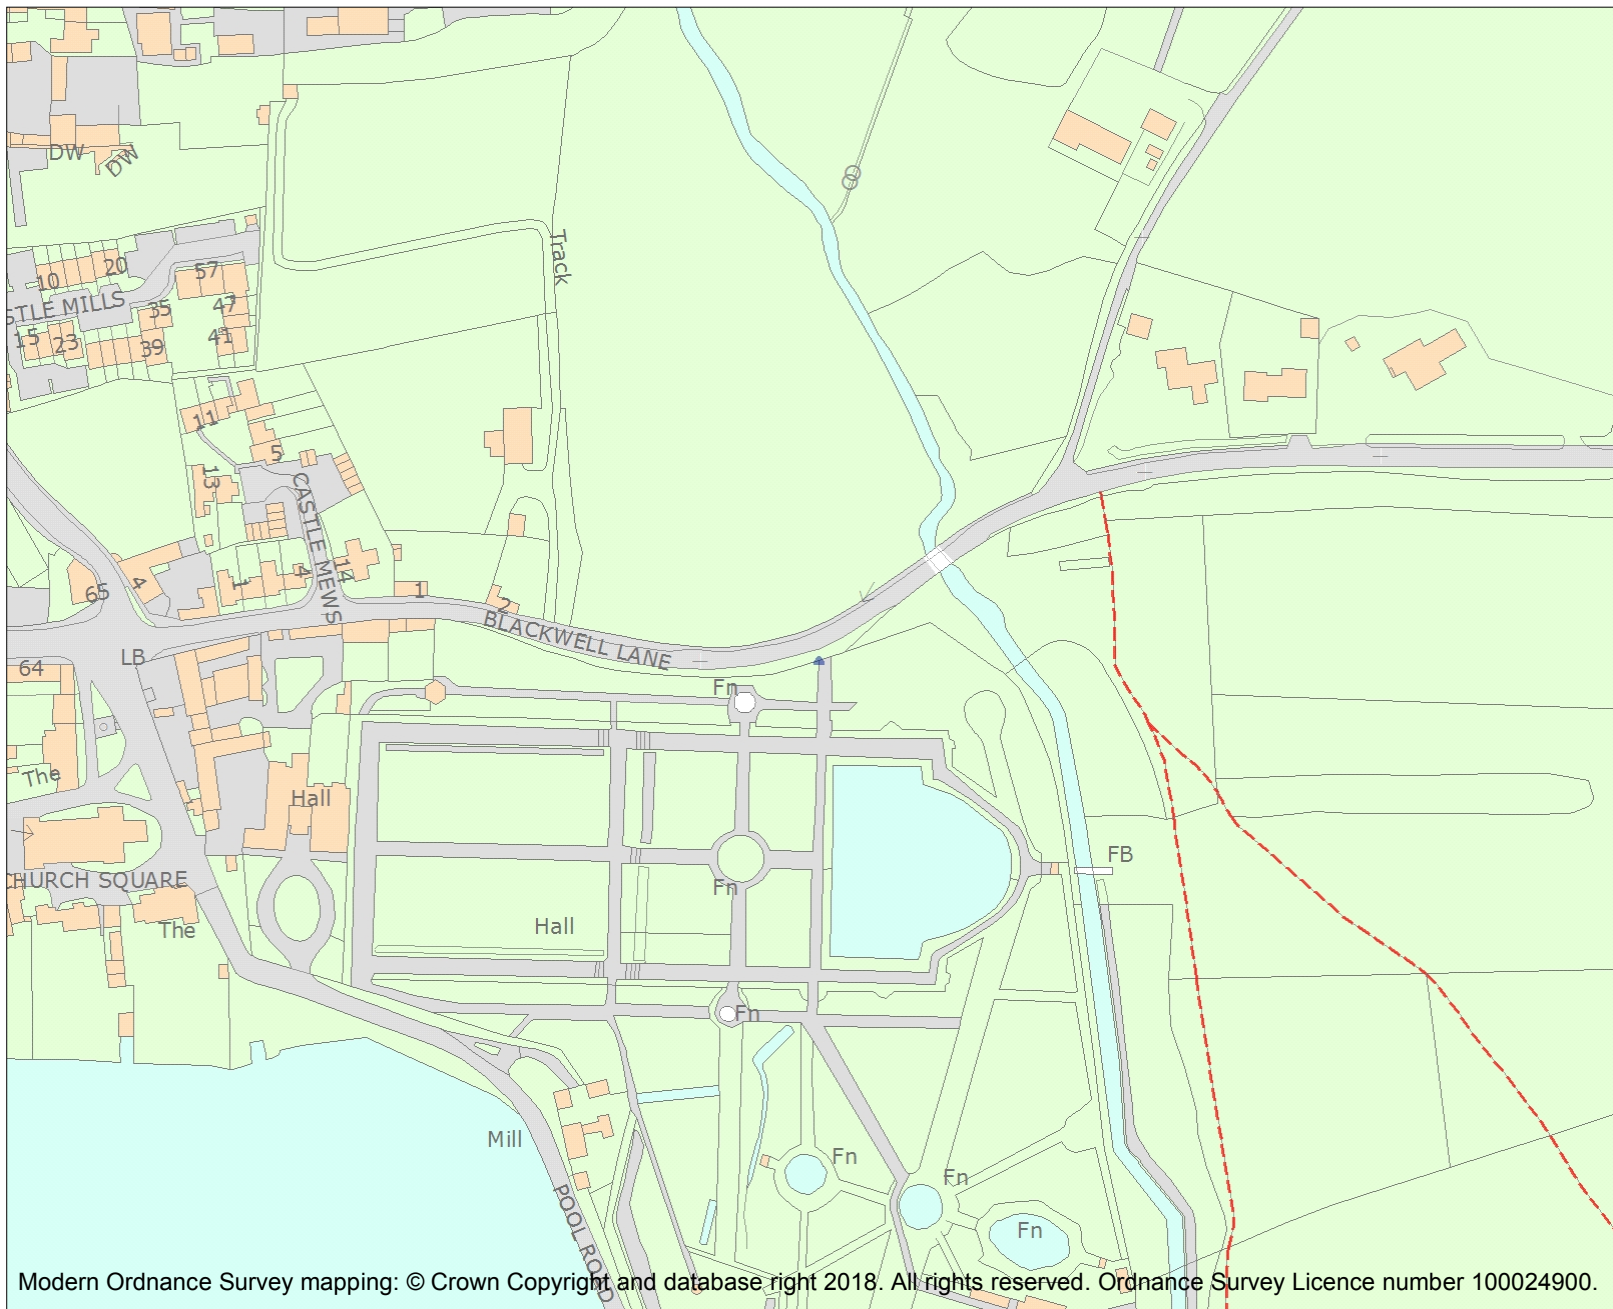 DW
DW
Track
20
10
57
STLE MILLS
35
47
15
23
39
41
11
5
13
CASTLE MEWS
65
4
1
4
14
1
2
BLACKWELL LANE
64
LB
Fn
The
Hall
FB
CHURCH SQUARE
Fn
The
Hall
Fn
Mill
Fn
Fn
POOL ROAD
Fn
Modern Ordnance Survey mapping: © Crown Copyright and database right 2018. All rights reserved. Ordnance Survey Licence number 100024900.